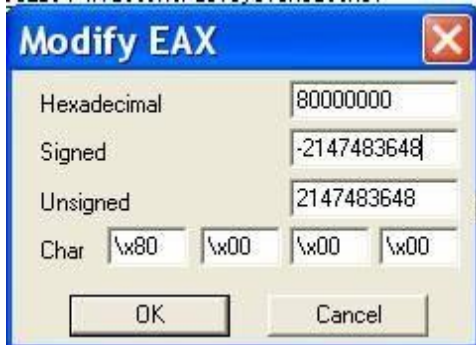 Modify EAX
Hexadecimal 80000000
Signed -2147483648
Unsigned 2147483648
Char \x80 \x00 \x00 \x00
OK Cancel